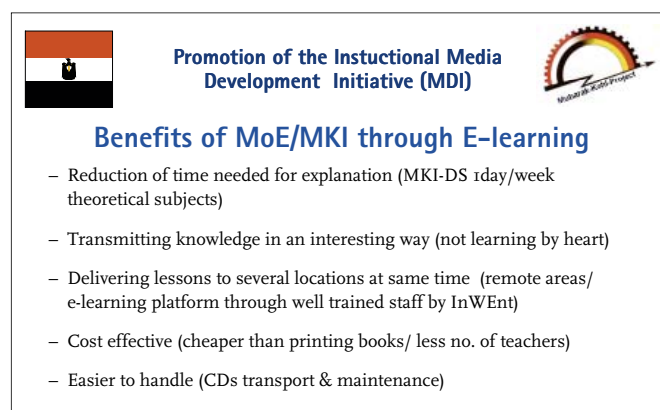 Promotion of the Instuctional Media
Development Initiative (MDI)
Mubarak-Kohl-Project
Benefits of MoE/MKI through E-learning
– Reduction of time needed for explanation (MKI-DS 1day/week
theoretical subjects)
– Transmitting knowledge in an interesting way (not learning by heart)
– Delivering lessons to several locations at same time (remote areas/
e-learning platform through well trained staff by InWEnt)
– Cost effective (cheaper than printing books/ less no. of teachers)
– Easier to handle (CDs transport & maintenance)